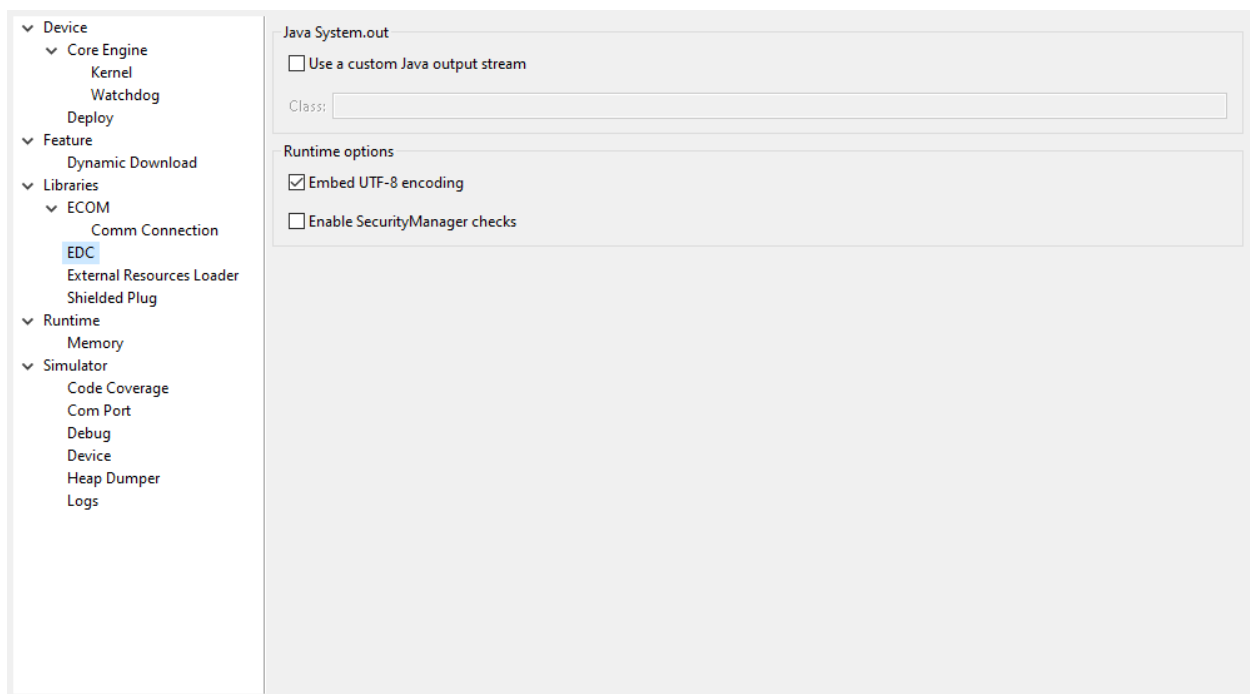 Device
Core Engine
Kernel
Watchdog
Deploy
Feature
Dynamic Download
Libraries
ECOM
Comm Connection
EDC
External Resources Loader
Shielded Plug
Runtime
Memory
Simulator
Code Coverage
Com Port
Debug
Device
Heap Dumper
Logs
Java System.out
Use a custom Java output stream
Class:
Runtime options
Embed UTF-8 encoding
Enable SecurityManager checks